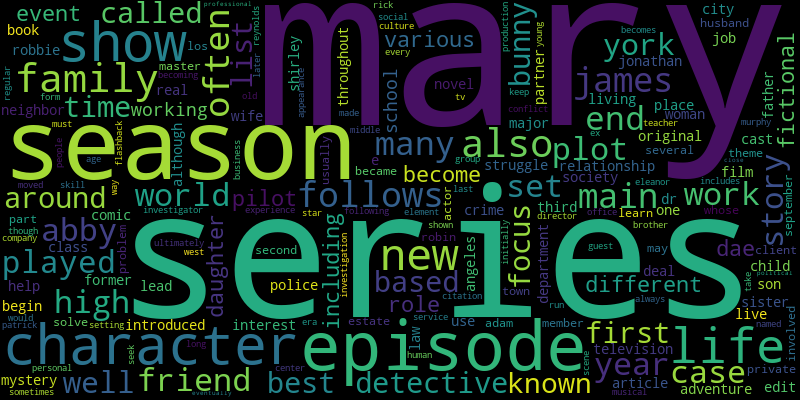 mary
series
season
character
episode
show
family
life
new
also
plot
many
high
friend
list
often
event
called
time
working
robbie
book
neighbor
real
master
los
wife
although
around
world
pilot
follows
become
abby
comic
part
though
class
played
former
help
lead
daughter
including
begin
solve
introduced
interest
police
second
well
best
detective
known
mystery
sometimes
personal
various
bunny
york
james
jonathan
city
husband
job
fictional
school
shirley
throughout
novel
tv
partner
living
place
woman
father
end
major
original
cast
several
theme
film
struggle
relationship
society
set
main
work
story
september
focus
based
role
actor
crime
third
dr
one
learn
whose
department
different
dae
client
child
son
deal
may
town
angeles
robin
law
estate
use
adam
member
first
year
case
television
article
adventure
edit
private
involved
live
sister
named
musical
brother
office
director
guest
citation
service
era
human
star
element
following
last
shown
initially
investigation
investigator
experience
problem
business
setting
company
west
ultimately
patrick
would
long
seek
center
eventually
scene
run
always
take
political
includes
eleanor
teacher
murphy
close
ex
conflict
keep
young
production
becomes
every
culture
social
rick
appearance
made
middle
usually
became
group
e
old
later
reynolds
professional
becoming
regular
form
must
people
age
flashback
moved
skill
way